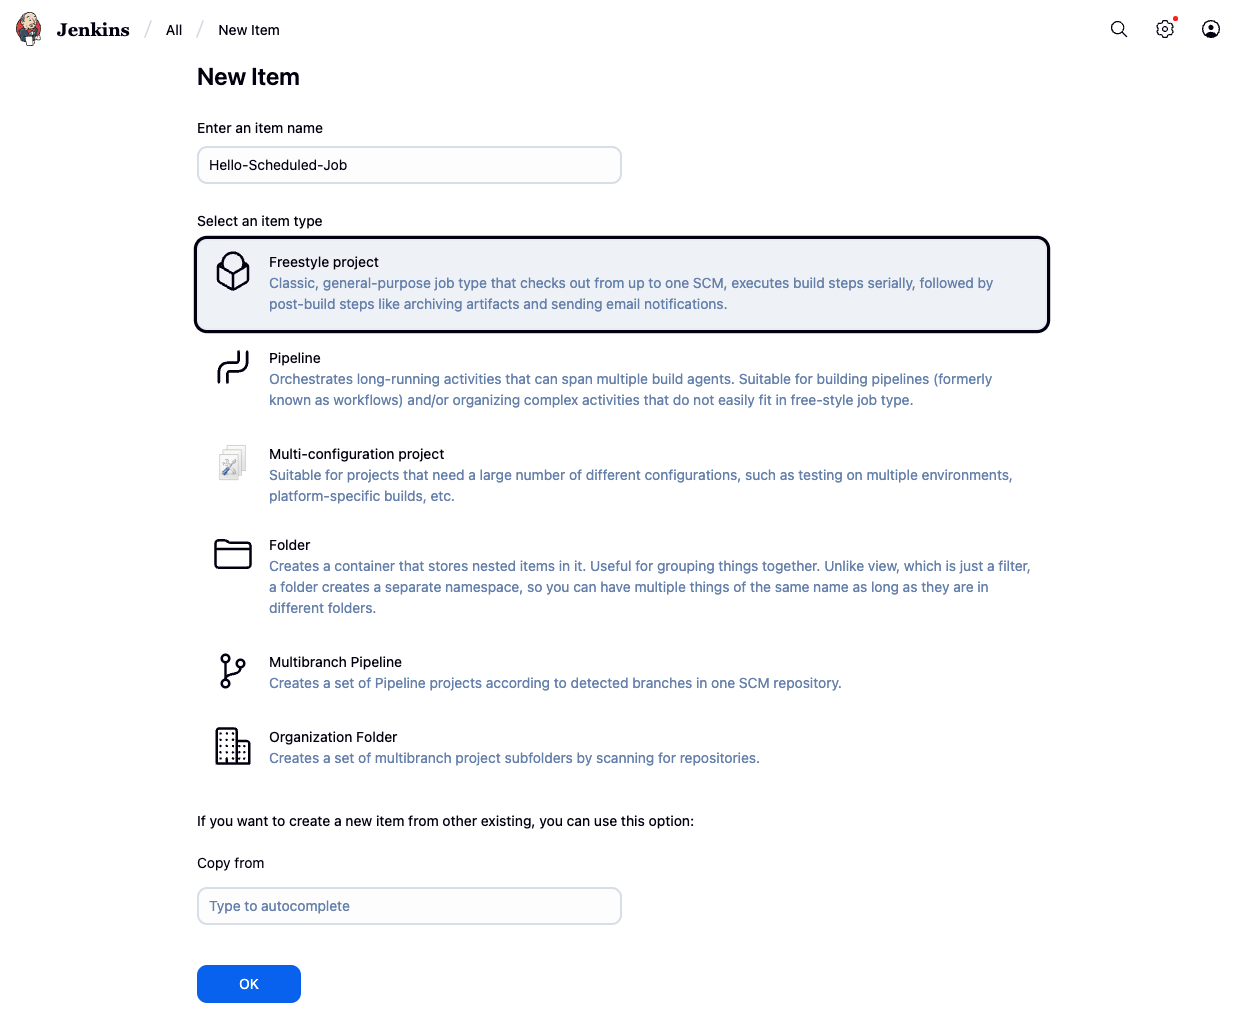 Jenkins / All / New Item
New Item
Enter an item name
Hello-Scheduled-Job
Select an item type
Freestyle project
Classic, general-purpose job type that checks out from up to one SCM, executes build steps serially, followed by
post-build steps like archiving artifacts and sending email notifications.
Pipeline
Orchestrates long-running activities that can span multiple build agents. Suitable for building pipelines (formerly
known as workflows) and/or organizing complex activities that do not easily fit in free-style job type.
Multi-configuration project
Suitable for projects that need a large number of different configurations, such as testing on multiple environments,
platform-specific builds, etc.
Folder
Creates a container that stores nested items in it. Useful for grouping things together. Unlike view, which is just a filter,
a folder creates a separate namespace, so you can have multiple things of the same name as long as they are in
different folders.
Multibranch Pipeline
Creates a set of Pipeline projects according to detected branches in one SCM repository.
Organization Folder
Creates a set of multibranch project subfolders by scanning for repositories.
If you want to create a new item from other existing, you can use this option:
Copy from
Type to autocomplete
OK